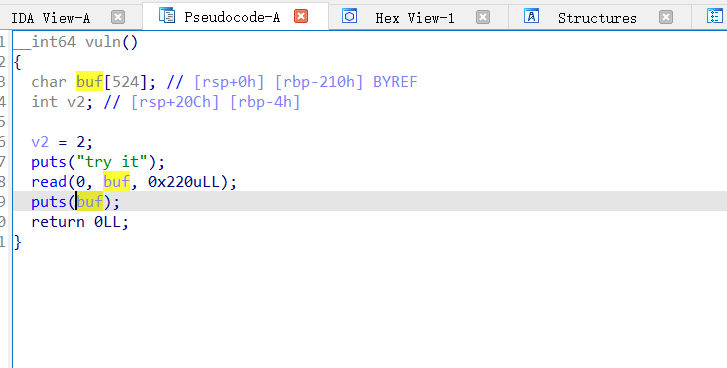 IDA View-A Pseudocode-A Hex View-1 Structures
1 __int64 vuln()
2 {
3 char buf[524]; // [rsp+0h] [rbp-210h] BYREF
4 int v2; // [rsp+20Ch] [rbp-4h]
5
6 v2 = 2;
7 puts("try it");
8 read(0, buf, 0x220uLL);
9 puts(buf);
0 return 0LL;
1 }